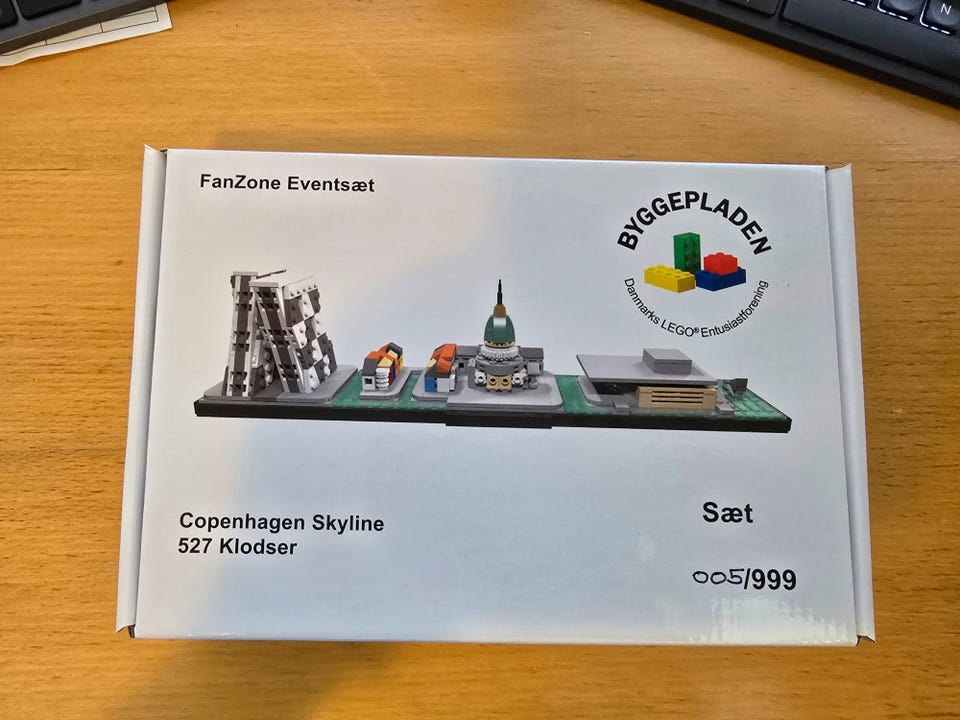 N
FanZone Eventsæt
BYGGEPLADEN
Danmarks LEGO® Entusiastforening
Copenhagen Skyline
527 Klodser
Sæt
005/999